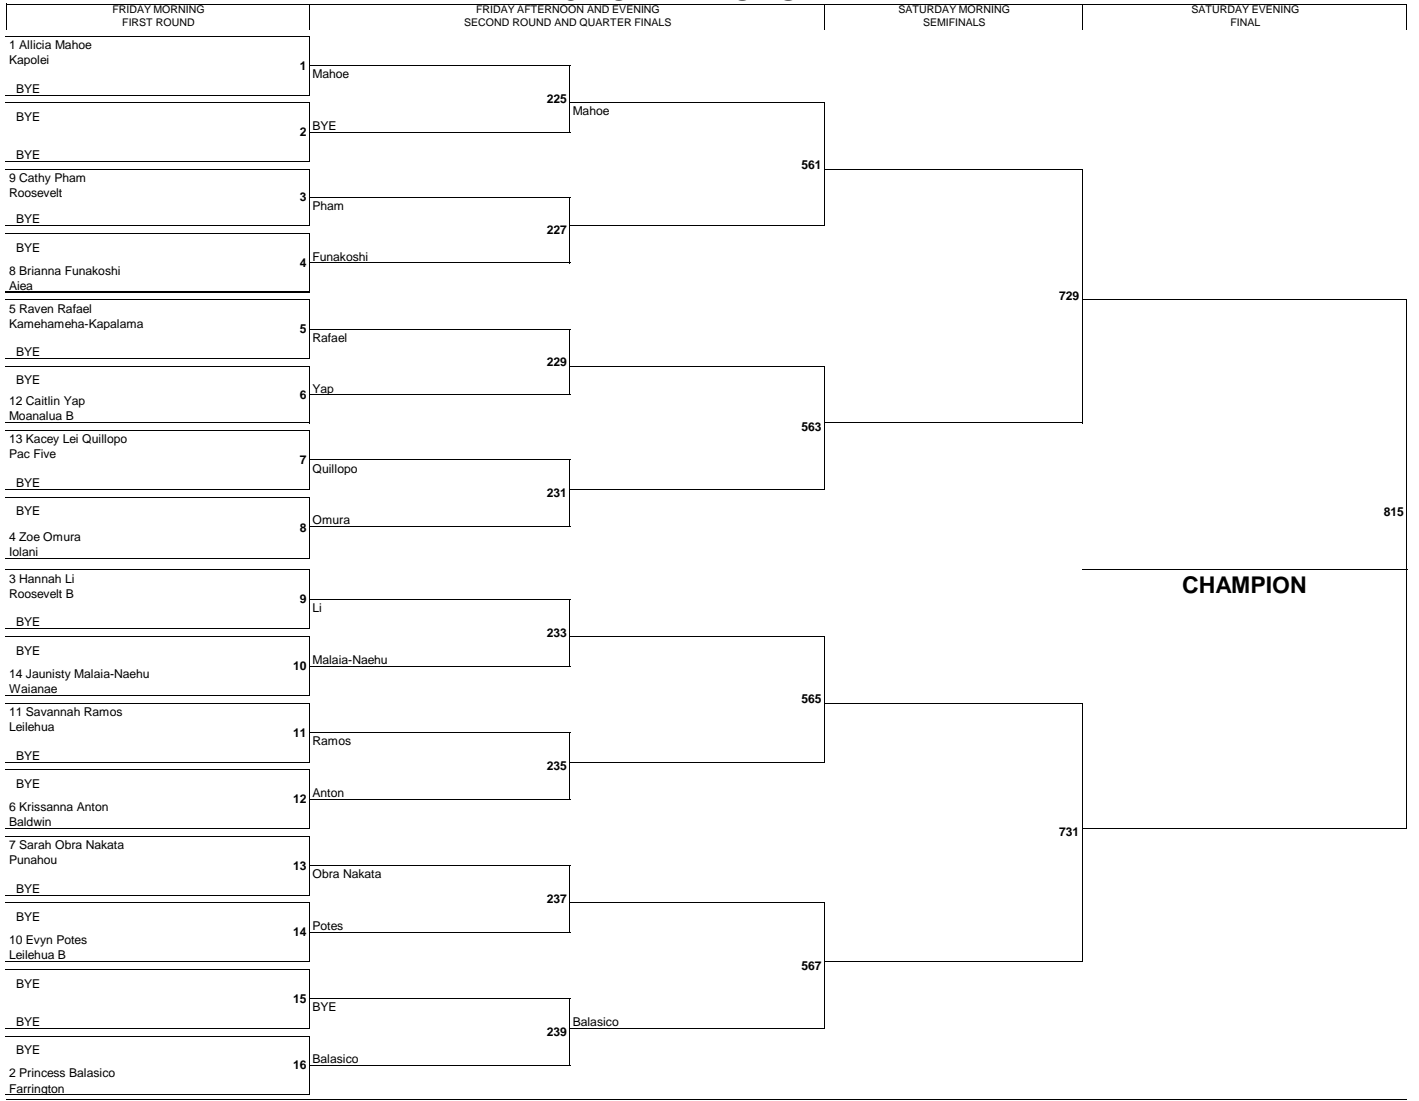 FRIDAY MORNING
FIRST ROUND
FRIDAY AFTERNOON AND EVENING
SECOND ROUND AND QUARTER FINALS
SATURDAY MORNING
SEMIFINALS
SATURDAY EVENING
FINAL
1 Allicia Mahoe
Kapolei
1
BYE
Mahoe
225
BYE
2
BYE
BYE
Mahoe
561
9 Cathy Pham
Roosevelt
3
BYE
Pham
227
BYE
4
8 Brianna Funakoshi
Aiea
Funakoshi
729
5 Raven Rafael
Kamehameha-Kapalama
5
BYE
Rafael
229
BYE
6
12 Caitlin Yap
Moanalua B
Yap
563
13 Kacey Lei Quillopo
Pac Five
7
BYE
Quillopo
231
BYE
8
4 Zoe Omura
Iolani
Omura
815
CHAMPION
3 Hannah Li
Roosevelt B
9
BYE
Li
233
BYE
10
14 Jaunisty Malaia-Naehu
Waianae
Malaia-Naehu
565
11 Savannah Ramos
Leilehua
11
BYE
Ramos
235
BYE
12
6 Krissanna Anton
Baldwin
Anton
731
7 Sarah Obra Nakata
Punahou
13
BYE
Obra Nakata
237
BYE
14
10 Evyn Potes
Leilehua B
Potes
567
BYE
15
BYE
BYE
239
Balasico
BYE
16
2 Princess Balasico
Farrington
Balasico